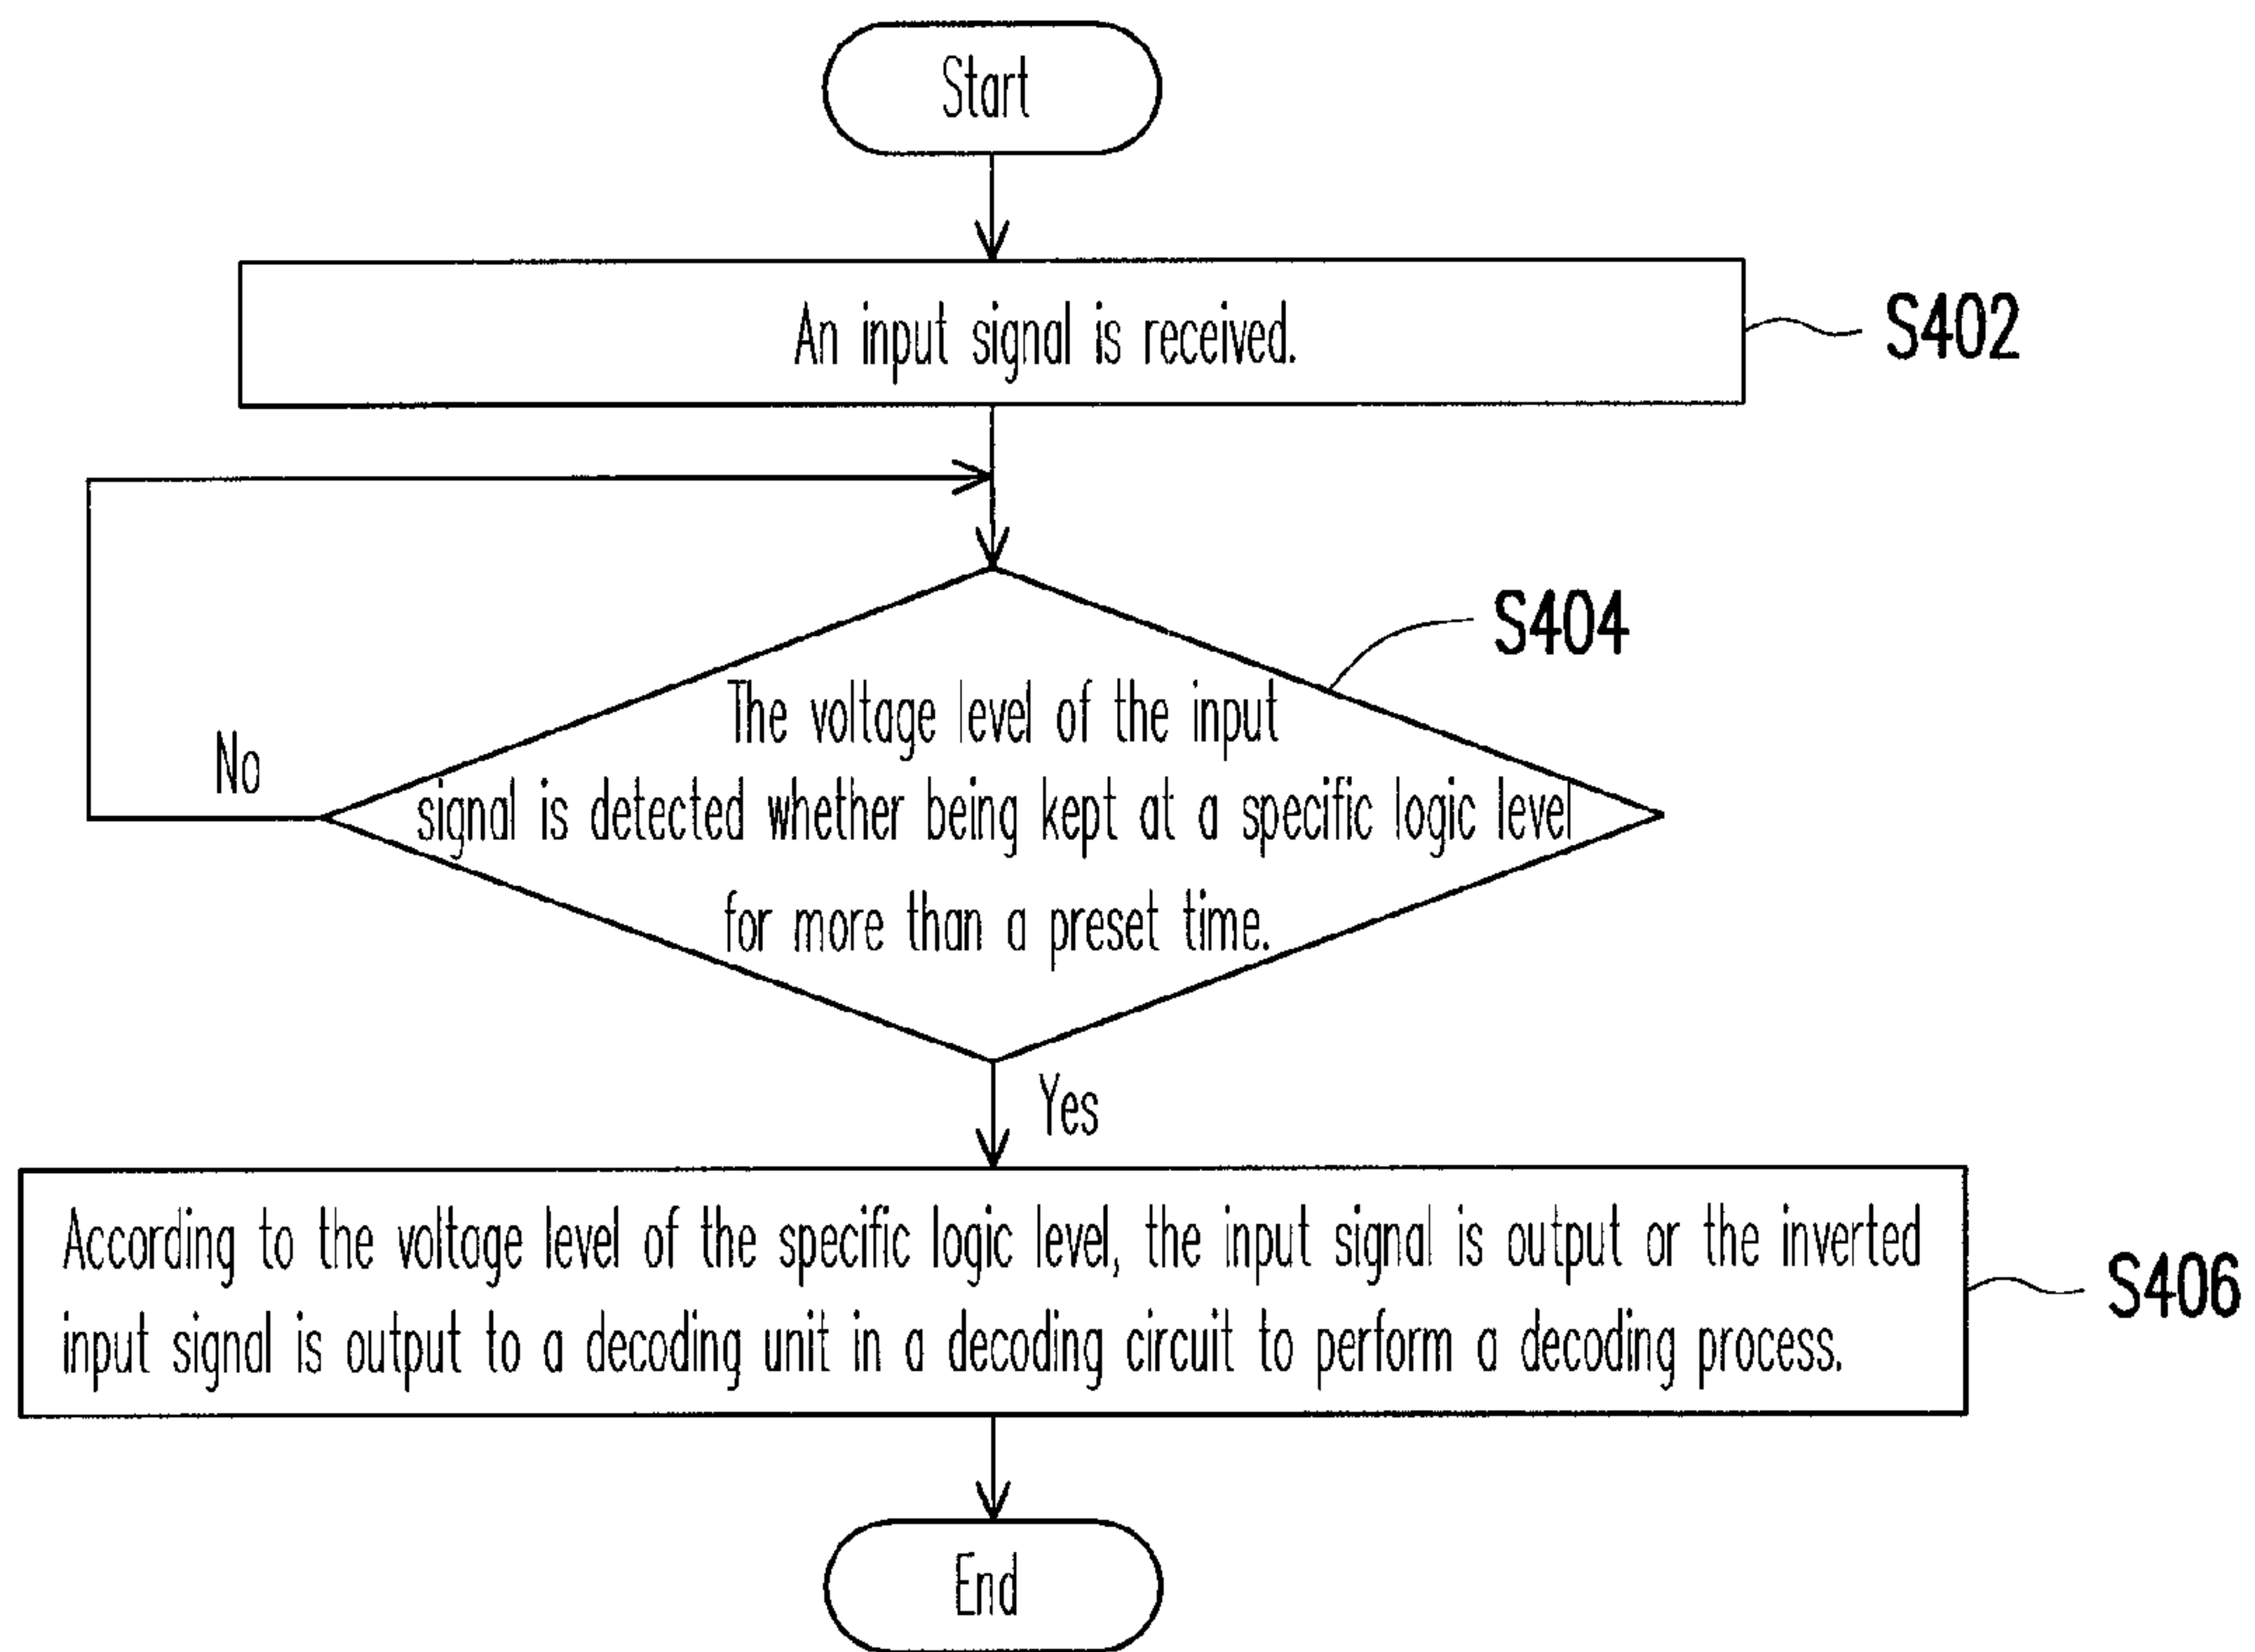 Start
An input signal is received.
S402
S404
The voltage level of the input
signal is detected whether being kept at a specific logic level
for more than a preset time.
No
Yes
According to the voltage level of the specific logic level, the input signal is output or the inverted
input signal is output to a decoding unit in a decoding circuit to perform a decoding process.
S406
End